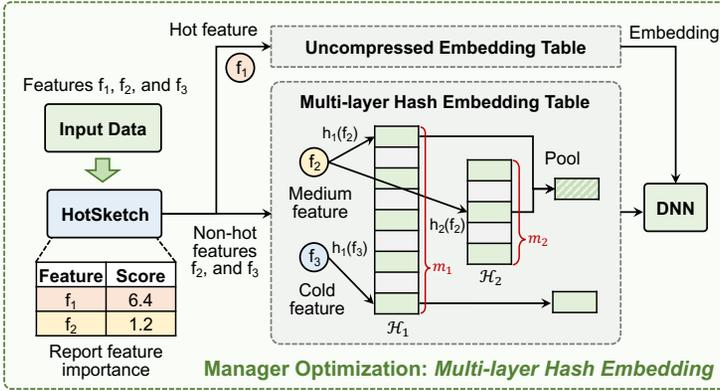 Hot feature
f₁
Uncompressed Embedding Table
Embedding
Features f₁, f₂, and f₃
Input Data
HotSketch
Non-hot
features
f₂, and f₃
Feature Score
f₁ 6.4
f₂ 1.2
Report feature
importance
Multi-layer Hash Embedding Table
h₁(f₂)
f₂
Medium
feature
h₂(f₂)
f₃
h₁(f₃)
Cold
feature
m₁
ℋ₁
m₂
ℋ₂
Pool
DNN
Manager Optimization: Multi-layer Hash Embedding